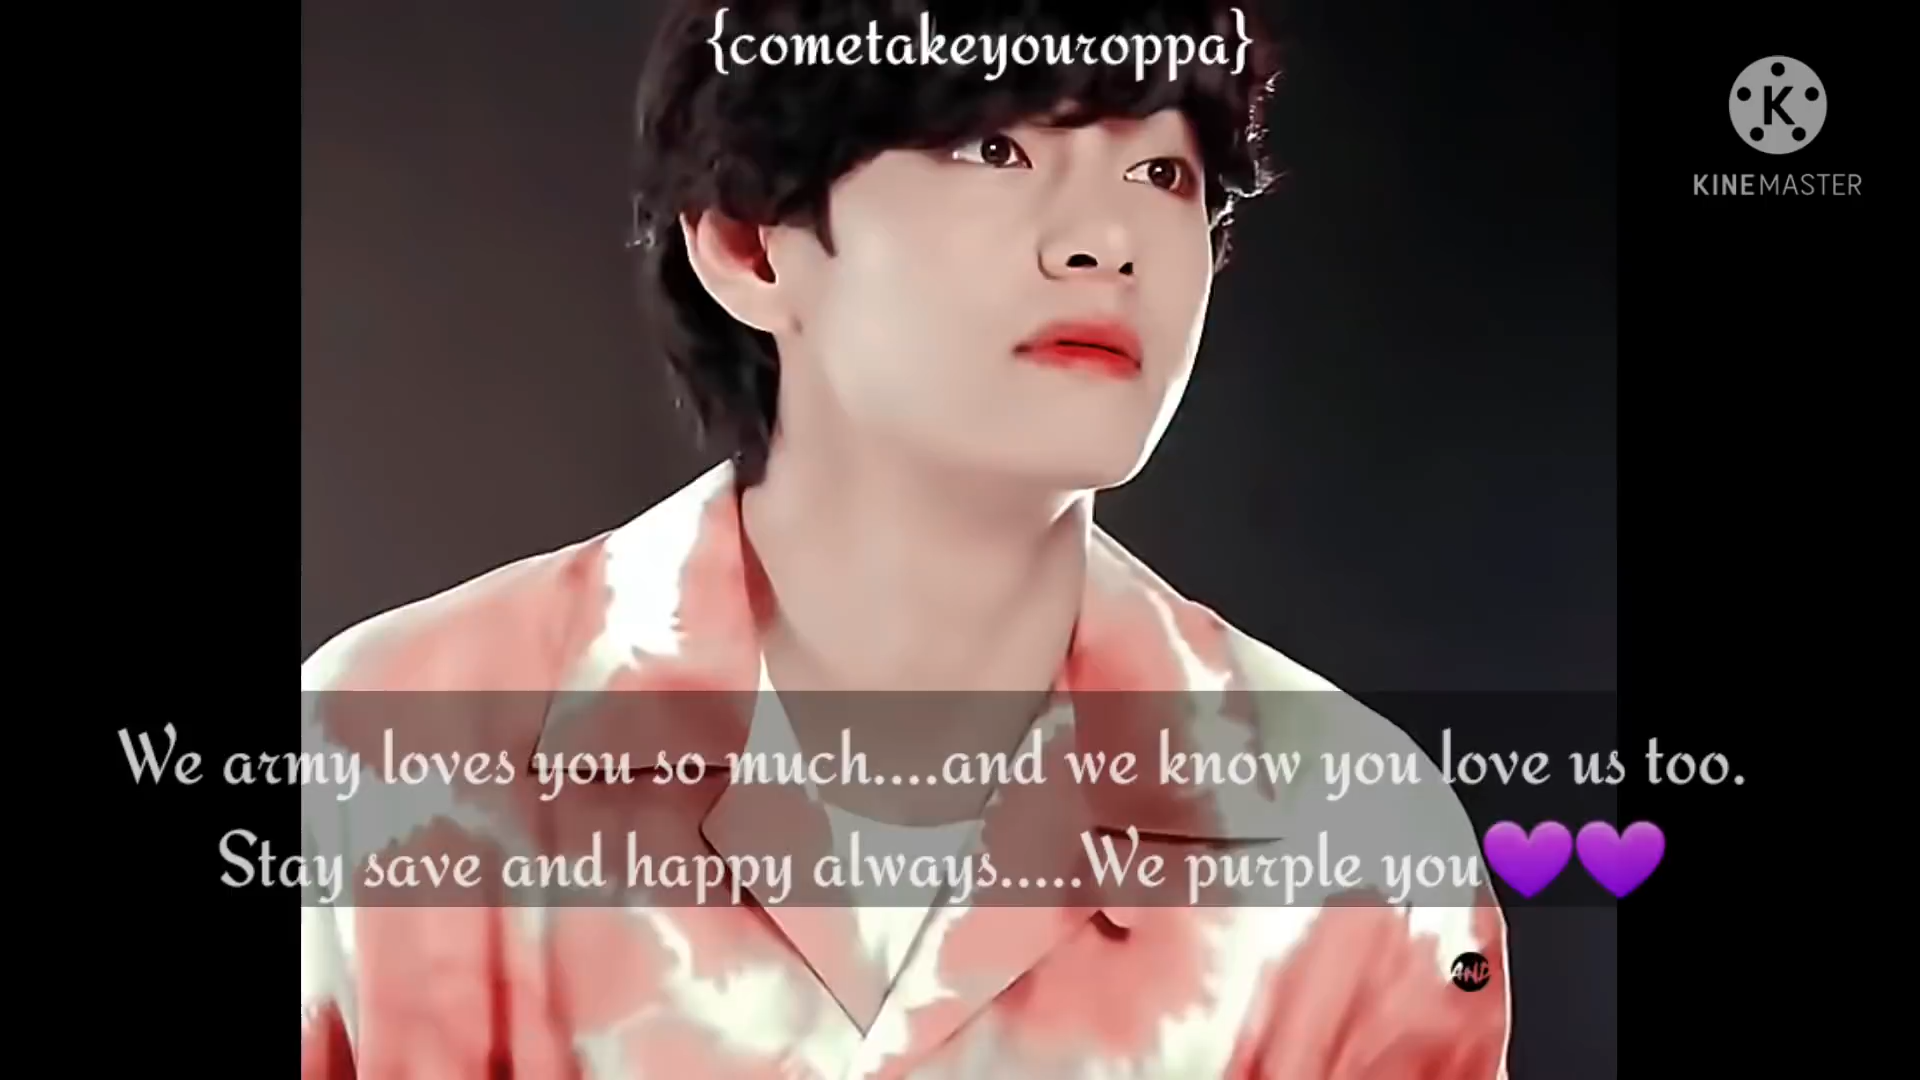 {cometakeyouroppa}
K
KINEMASTER
We army loves you so much....and we know you love us too.
Stay save and happy always.....We purple you💜💜
AND